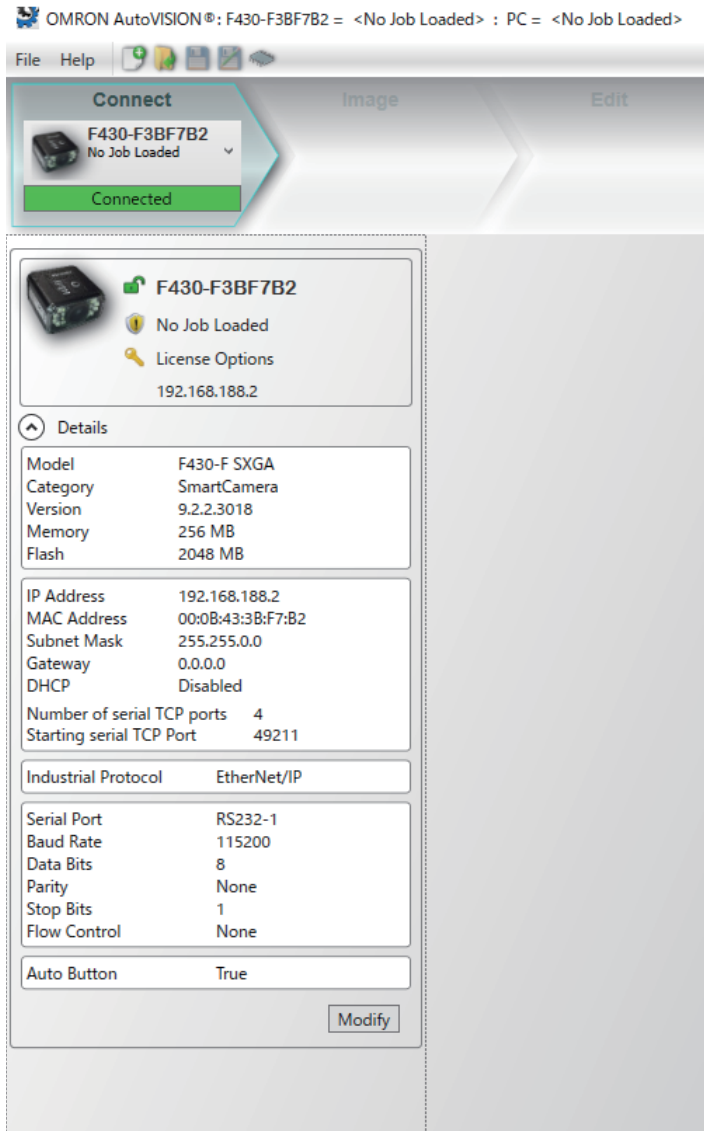 OMRON AutoVISION®: F430-F3BF7B2 = <No Job Loaded> : PC = <No Job Loaded>
File Help
Connect Image Edit
F430-F3BF7B2
No Job Loaded
Connected
F430-F3BF7B2
No Job Loaded
License Options
192.168.188.2
Details
Model F430-F SXGA
Category SmartCamera
Version 9.2.2.3018
Memory 256 MB
Flash 2048 MB
IP Address 192.168.188.2
MAC Address 00:0B:43:3B:F7:B2
Subnet Mask 255.255.0.0
Gateway 0.0.0.0
DHCP Disabled
Number of serial TCP ports 4
Starting serial TCP Port 49211
Industrial Protocol EtherNet/IP
Serial Port RS232-1
Baud Rate 115200
Data Bits 8
Parity None
Stop Bits 1
Flow Control None
Auto Button True
Modify